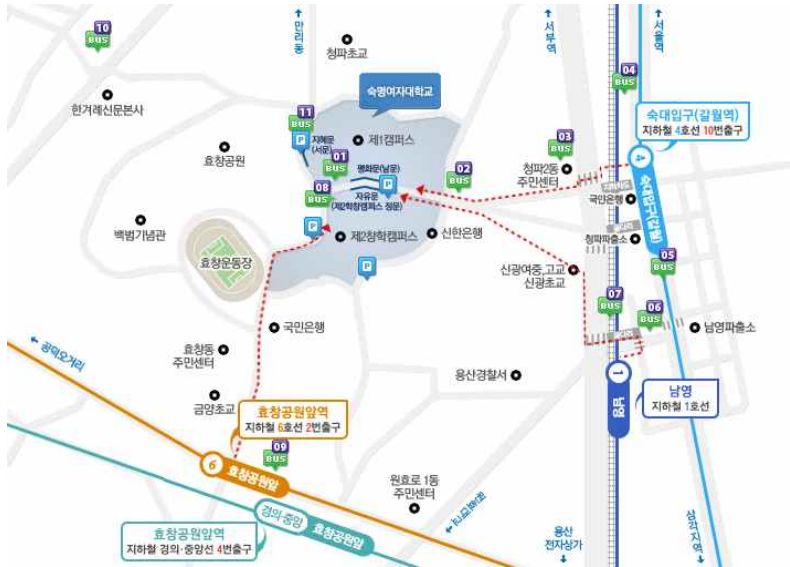 만리동
서부역
서울역
10
BUS
청파초교
04
BUS
숙명여자대학교
한겨레신문본사
11
BUS
지혜문
(서문)
P
제1캠퍼스
숙대입구(갈월역)
지하철 4호선 10번출구
효창공원
01
BUS
평화문(남문)
02
BUS
03
BUS
청파2동
주민센터
4
숙대입구(갈월)
지하차도
08
BUS
자유문
(제2창학캠퍼스 정문)
P
국민은행
백범기념관
P
제2창학캠퍼스
신한은행
청파파출소
효창운동장
P
신광여중,고교
신광초교
05
BUS
07
BUS
06
BUS
국민은행
남영파출소
공덕오거리
효창동
주민센터
용산경찰서
1
남영
남영
지하철 1호선
금양초교
효창공원앞역
지하철 6호선 2번출구
09
BUS
6
효창공원앞
원효로 1동
주민센터
경의·중앙
효창공원앞
효창공원앞역
지하철 경의·중앙선 4번출구
용산
전자상가
삼각지역